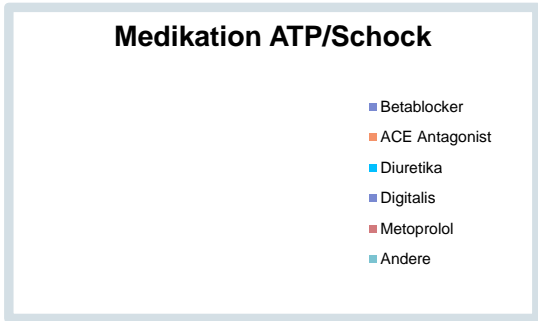 Medikation ATP/Schock
Betablocker
ACE Antagonist
Diuretika
Digitalis
Metoprolol
Andere